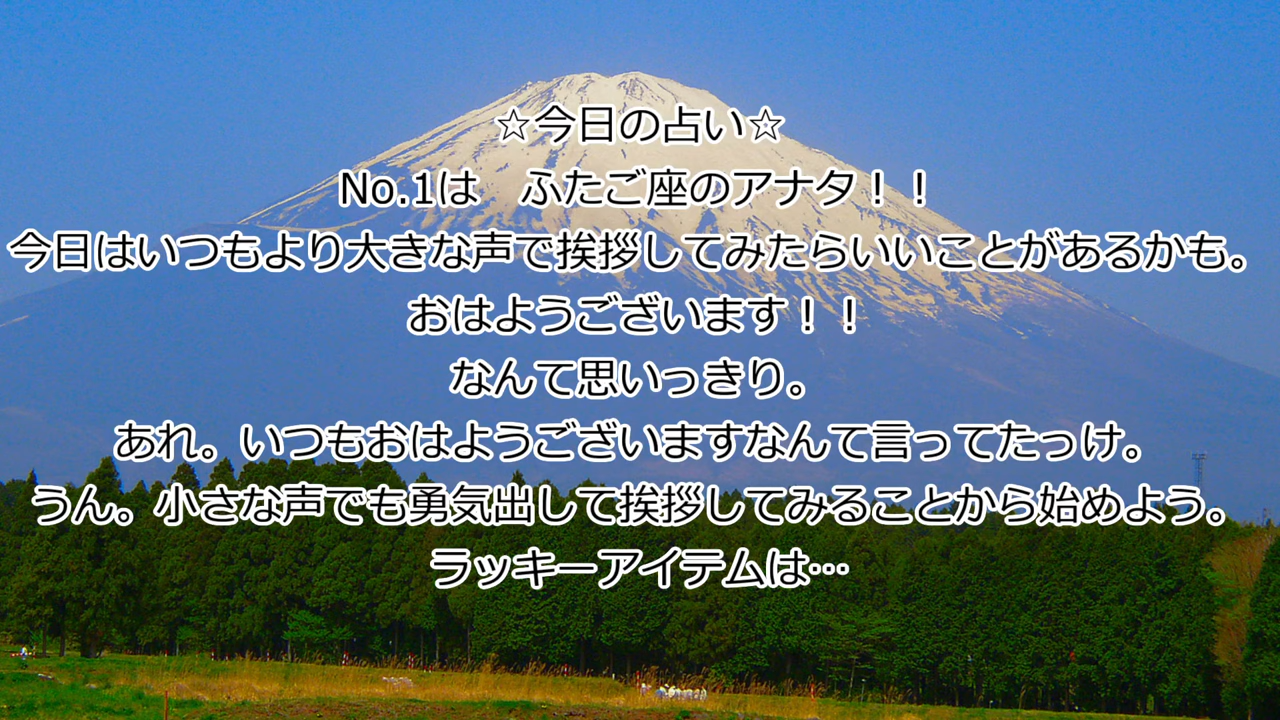 ☆今日の占い☆
No.1は　ふたご座のアナタ！！
今日はいつもより大きな声で挨拶してみたらいいことがあるかも。
おはようございます！！
なんて思いっきり。
あれ。いつもおはようございますなんて言ってたっけ。
うん。小さな声でも勇気出して挨拶してみることから始めよう。
ラッキーアイテムは…